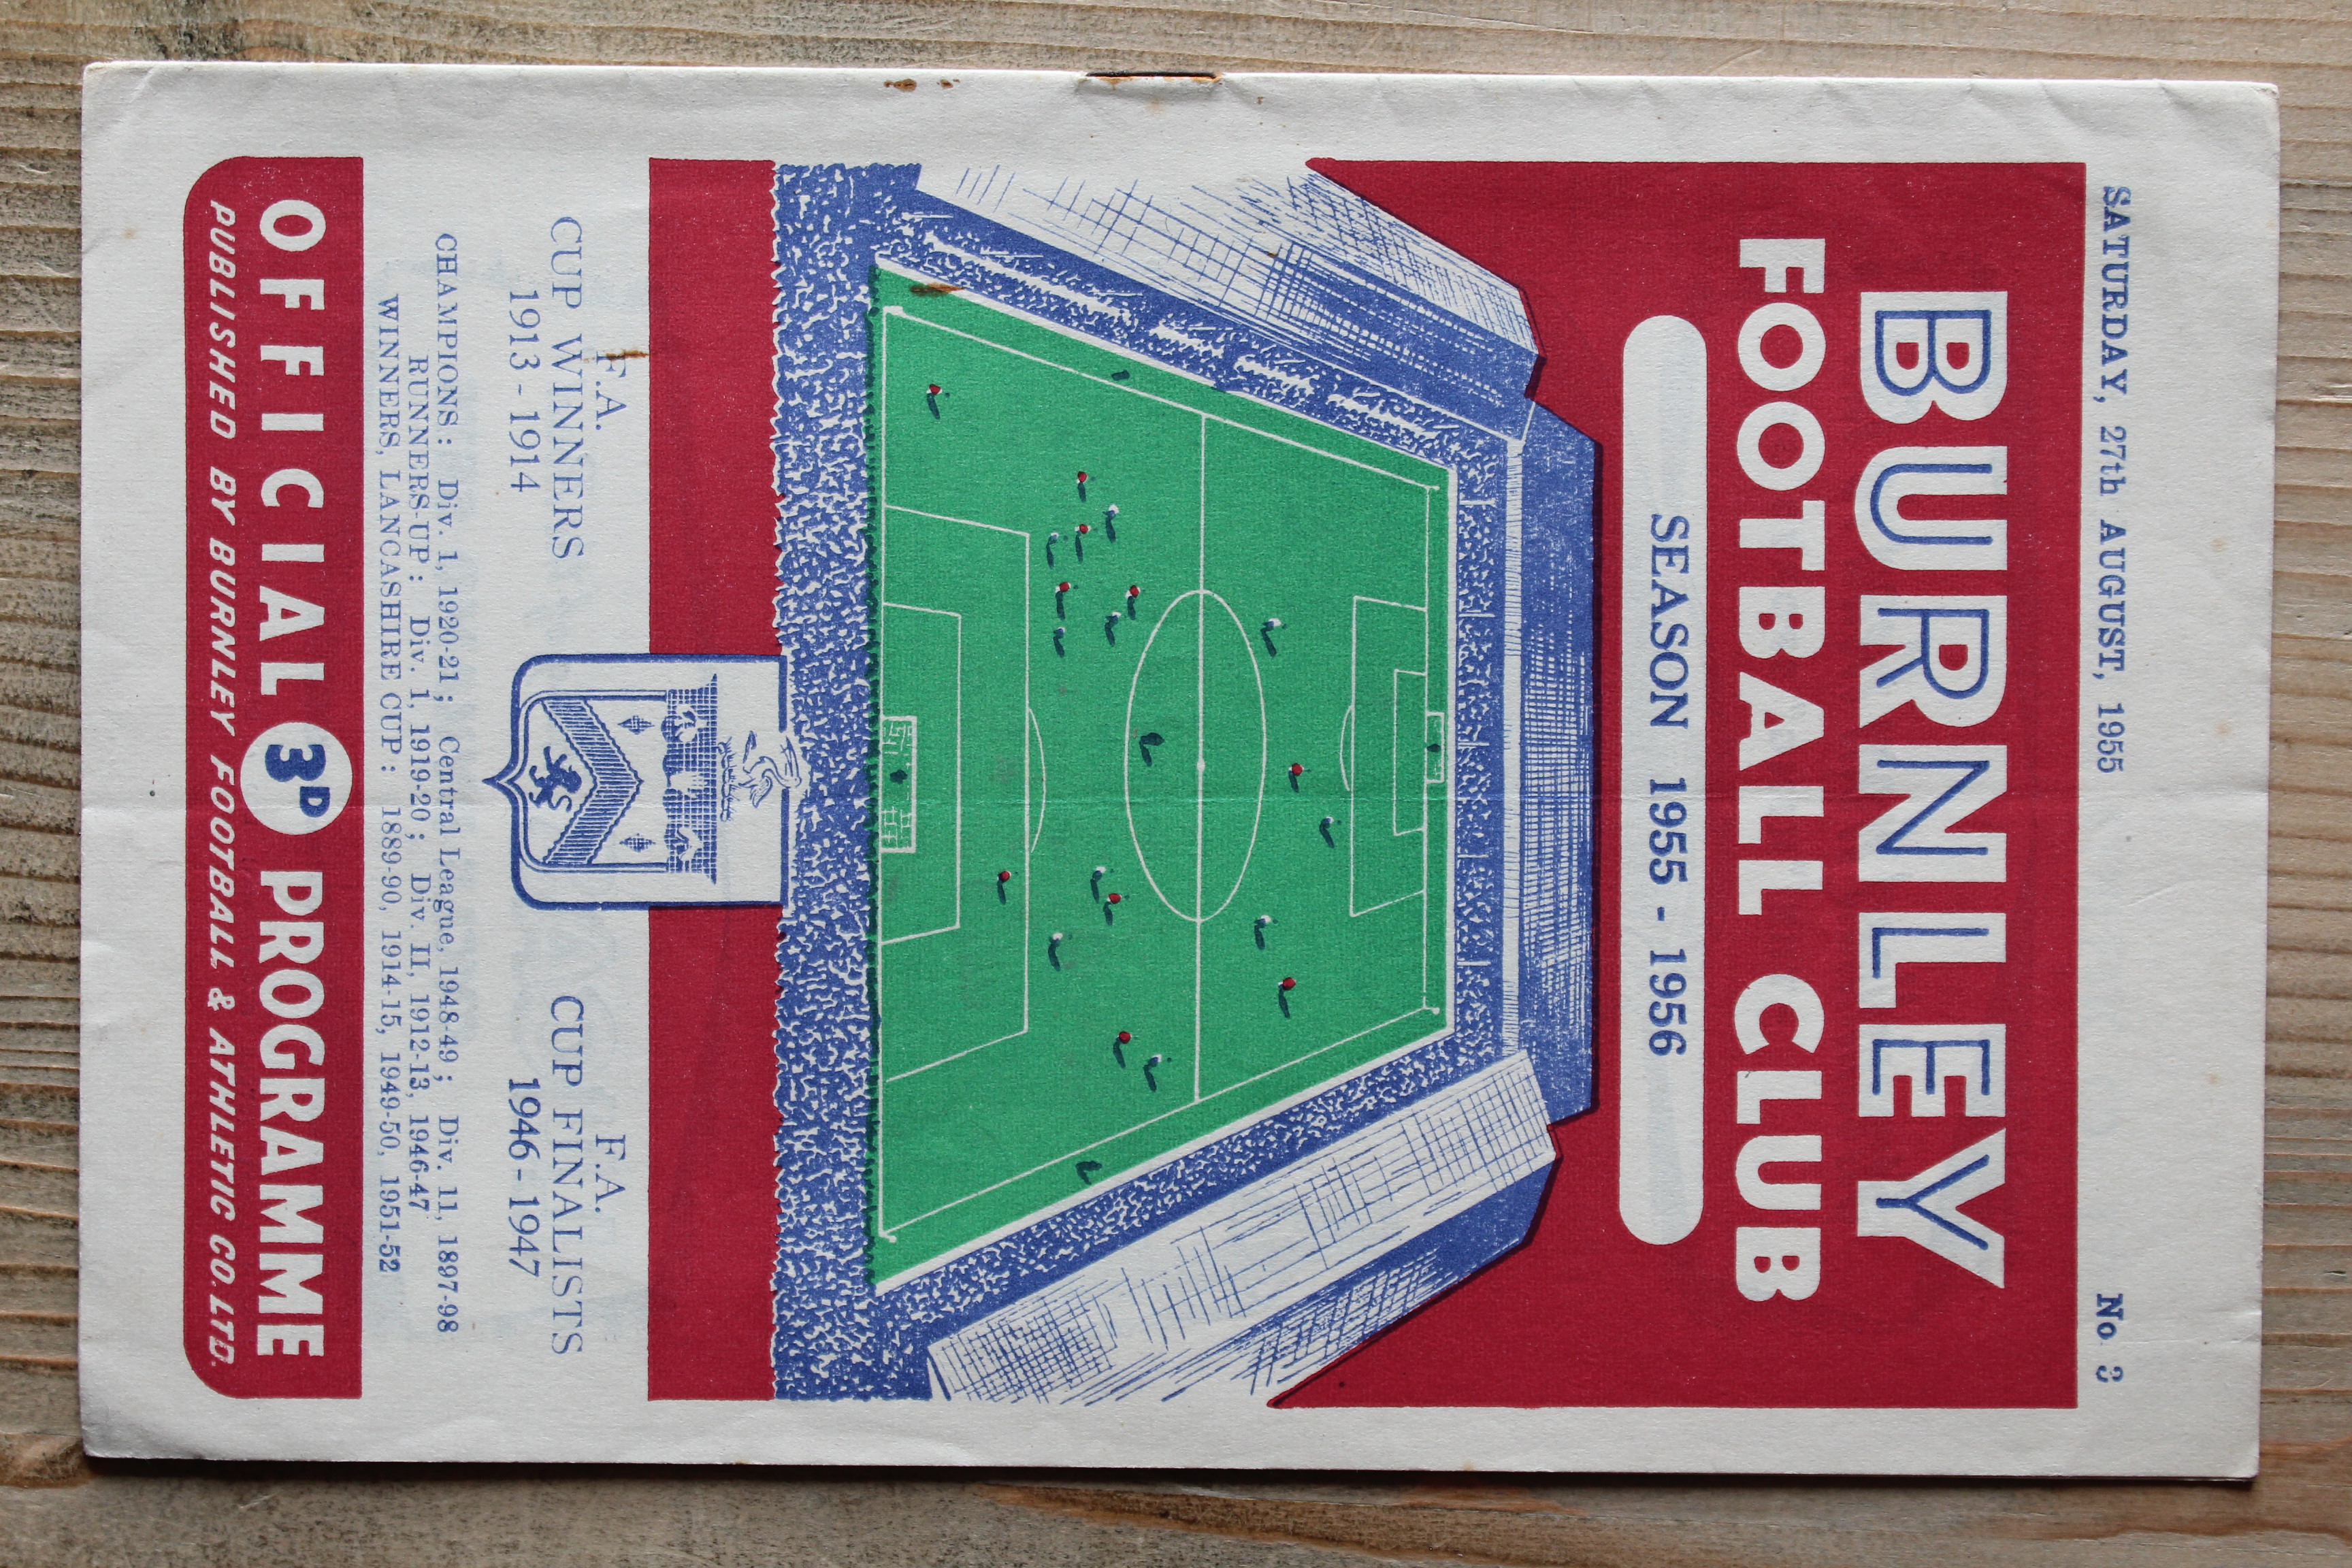 SATURDAY, 27th AUGUST, 1955 No 3
BURNLEY
FOOTBALL CLUB
SEASON 1955 - 1956
F.A.
CUP WINNERS
1913 - 1914
F.A.
CUP FINALISTS
1946 - 1947
CHAMPIONS: Div. 1, 1920-21; Central League, 1948-49; Div. 11, 1897-98
RUNNERS-UP: Div. 1, 1919-20; Div. II, 1912-13, 1946-47
WINNERS, LANCASHIRE CUP: 1889-90, 1914-15, 1949-50, 1951-52
OFFICIAL 3D PROGRAMME
PUBLISHED BY BURNLEY FOOTBALL & ATHLETIC CO. LTD.